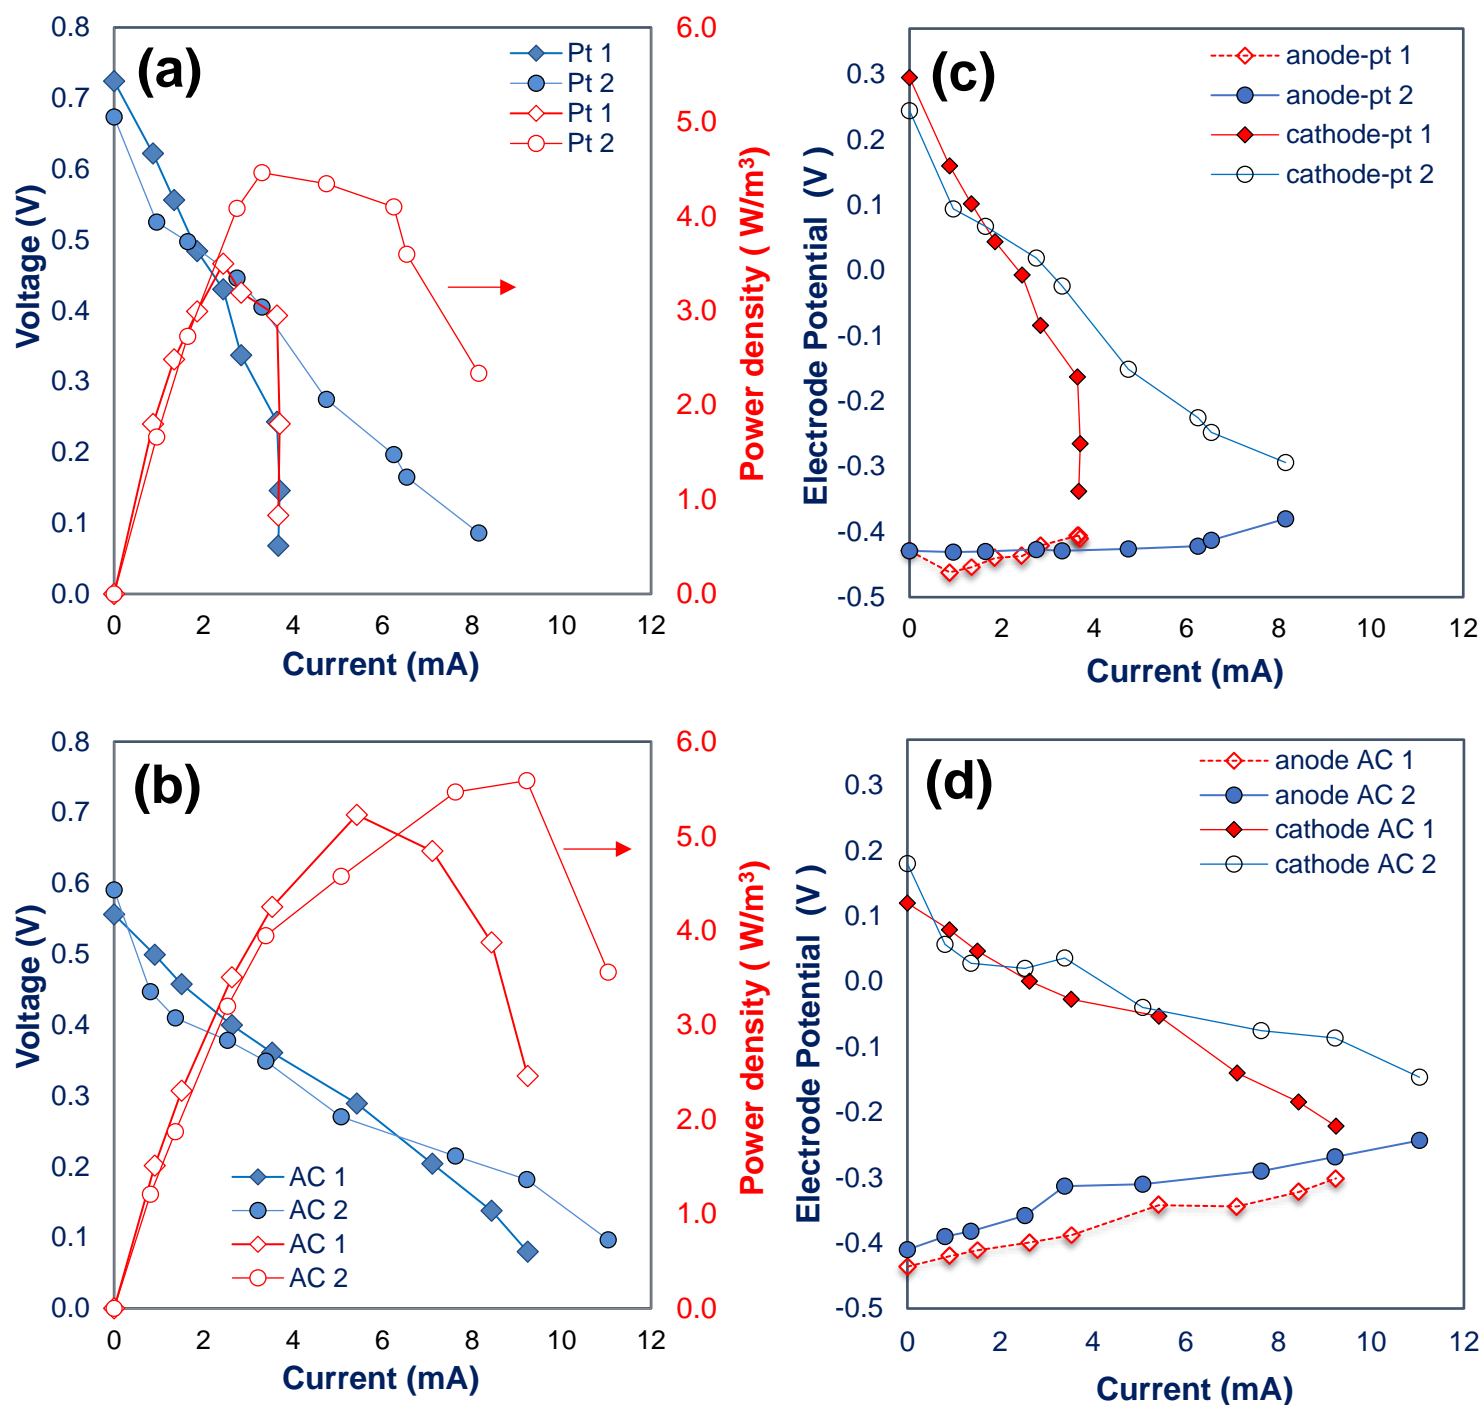 (a)
0.8
0.7
0.6
0.5
0.4
0.3
0.2
0.1
0.0
Voltage (V)
Pt 1
Pt 2
Pt 1
Pt 2
6.0
5.0
4.0
3.0
2.0
1.0
0.0
Power density ( W/m³)
0 2 4 6 8 10 12
Current (mA)
(c)
0.3
0.2
0.1
0.0
-0.1
-0.2
-0.3
-0.4
-0.5
Electrode Potential (V )
anode-pt 1
anode-pt 2
cathode-pt 1
cathode-pt 2
0 2 4 6 8 10 12
Current (mA)
(b)
0.8
0.7
0.6
0.5
0.4
0.3
0.2
0.1
0.0
Voltage (V)
AC 1
AC 2
AC 1
AC 2
6.0
5.0
4.0
3.0
2.0
1.0
0.0
Power density ( W/m³)
0 2 4 6 8 10 12
Current (mA)
(d)
0.3
0.2
0.1
0.0
-0.1
-0.2
-0.3
-0.4
-0.5
Electrode Potential (V )
anode AC 1
anode AC 2
cathode AC 1
cathode AC 2
0 2 4 6 8 10 12
Current (mA)